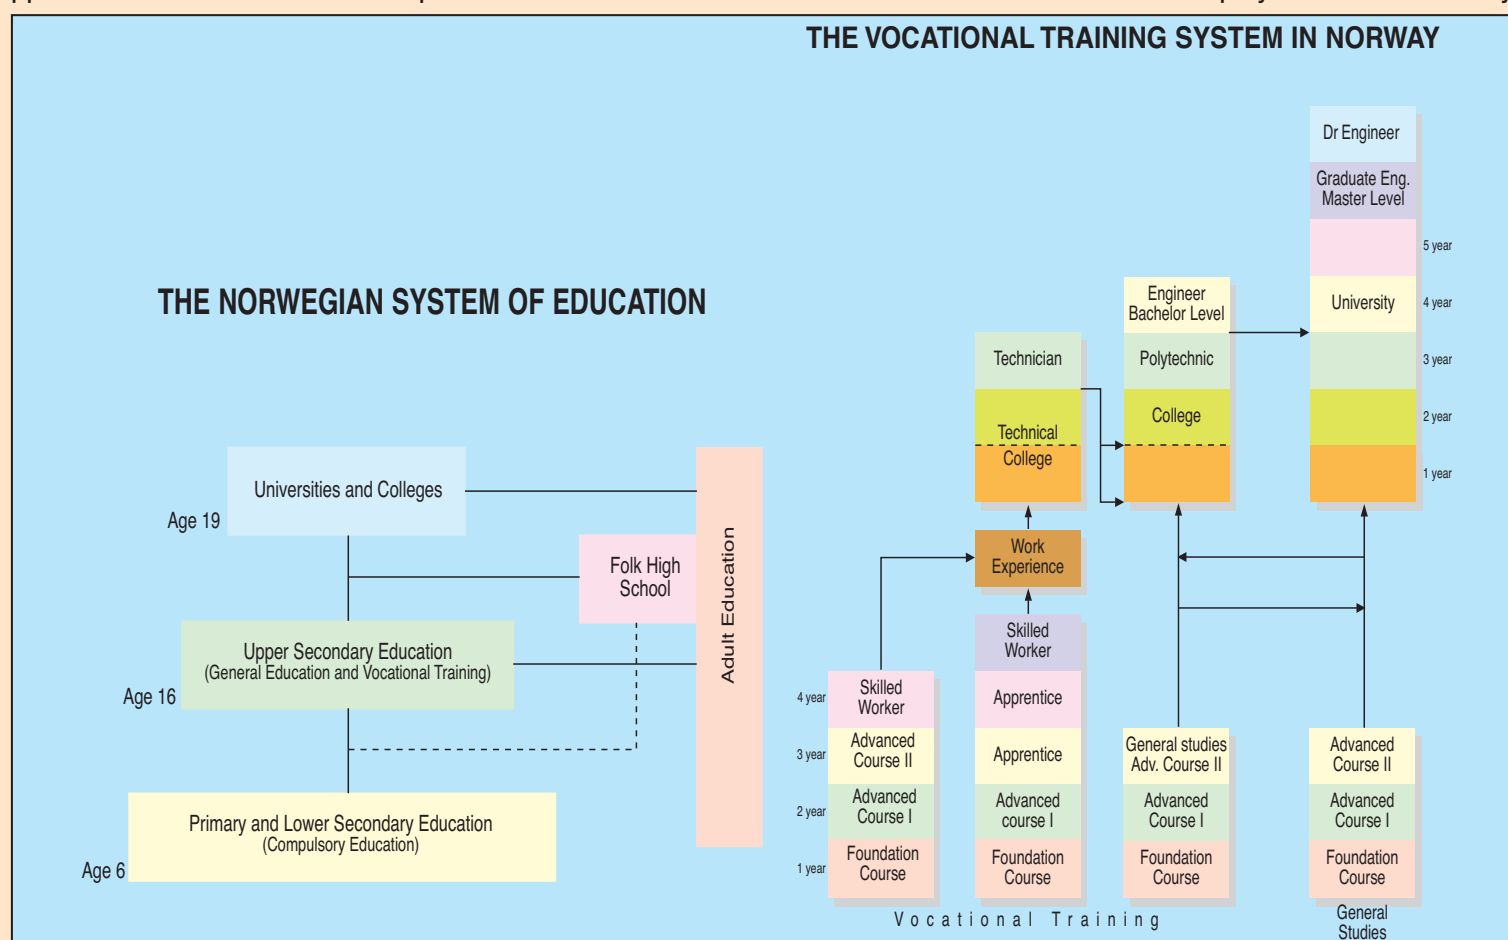 THE VOCATIONAL TRAINING SYSTEM IN NORWAY
THE NORWEGIAN SYSTEM OF EDUCATION
Universities and Colleges
Age 19
Folk High
School
Adult Education
Upper Secondary Education
(General Education and Vocational Training)
Age 16
Primary and Lower Secondary Education
(Compulsory Education)
Age 6
Dr Engineer
Graduate Eng.
Master Level
5 year
University
4 year
3 year
2 year
1 year
Engineer
Bachelor Level
Polytechnic
College
Technician
Technical
College
Work
Experience
Skilled
Worker
Apprentice
Apprentice
Advanced
course I
Foundation
Course
4 year
Skilled
Worker
3 year
Advanced
Course II
2 year
Advanced
Course I
1 year
Foundation
Course
General studies
Adv. Course II
Advanced
Course I
Foundation
Course
Advanced
Course II
Advanced
Course I
Foundation
Course
Vocational Training
General
Studies